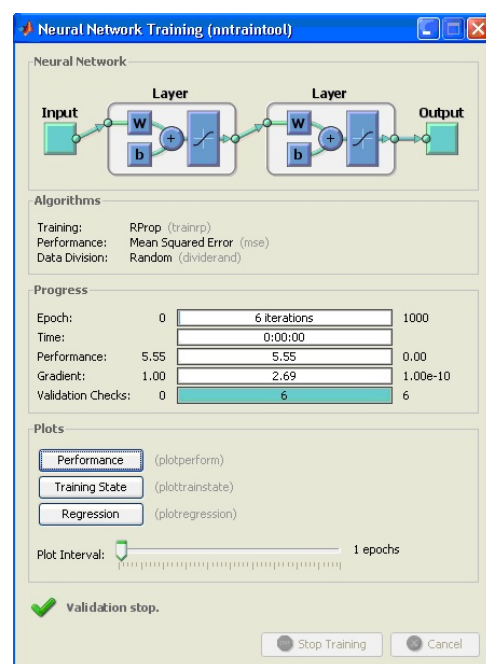 Neural Network Training (nntraintool)
Neural Network
Layer Layer
Input Output
W W
b b
Algorithms
Training: RProp (trainrp)
Performance: Mean Squared Error (mse)
Data Division: Random (dividerand)
Progress
Epoch: 0 6 iterations 1000
Time: 0:00:00
Performance: 5.55 5.55 0.00
Gradient: 1.00 2.69 1.00e-10
Validation Checks: 0 6 6
Plots
Performance (plotperform)
Training State (plottrainstate)
Regression (plotregression)
Plot Interval: 1 epochs
Validation stop.
Stop Training Cancel